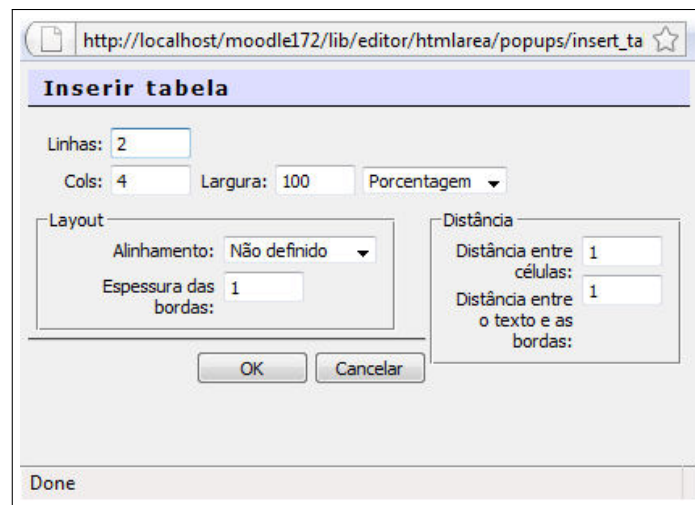 http://localhost/moodle172/lib/editor/htmlarea/popups/insert_ta
Inserir tabela
Linhas: 2
Cols: 4 Largura: 100 Porcentagem
Layout
Alinhamento: Não definido
Espessura das
bordas: 1
Distância
Distância entre
células: 1
Distância entre
o texto e as
bordas: 1
OK Cancelar
Done